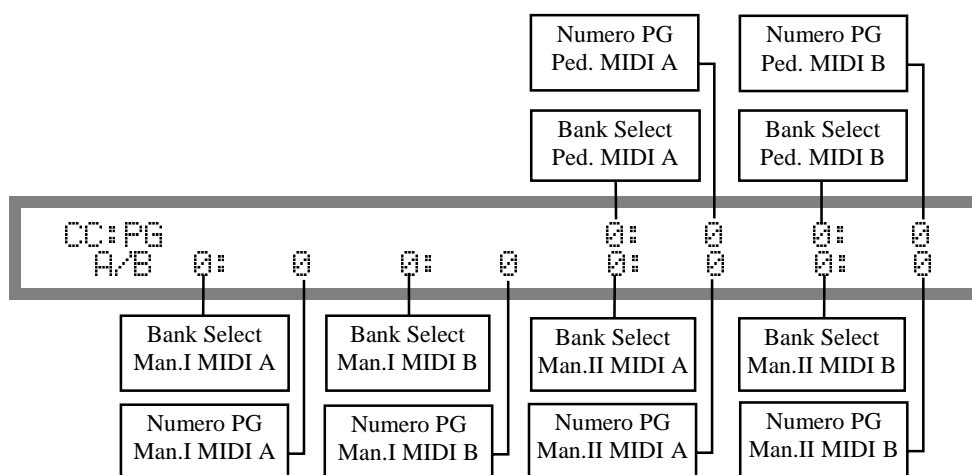 Numero PG
Ped. MIDI A
Numero PG
Ped. MIDI B
Bank Select
Ped. MIDI A
Bank Select
Ped. MIDI B
CC:PG 0: 0 0: 0
A/B 0: 0 0: 0 0: 0 0: 0
Bank Select
Man.I MIDI A
Bank Select
Man.I MIDI B
Bank Select
Man.II MIDI A
Bank Select
Man.II MIDI B
Numero PG
Man.I MIDI A
Numero PG
Man.I MIDI B
Numero PG
Man.II MIDI A
Numero PG
Man.II MIDI B